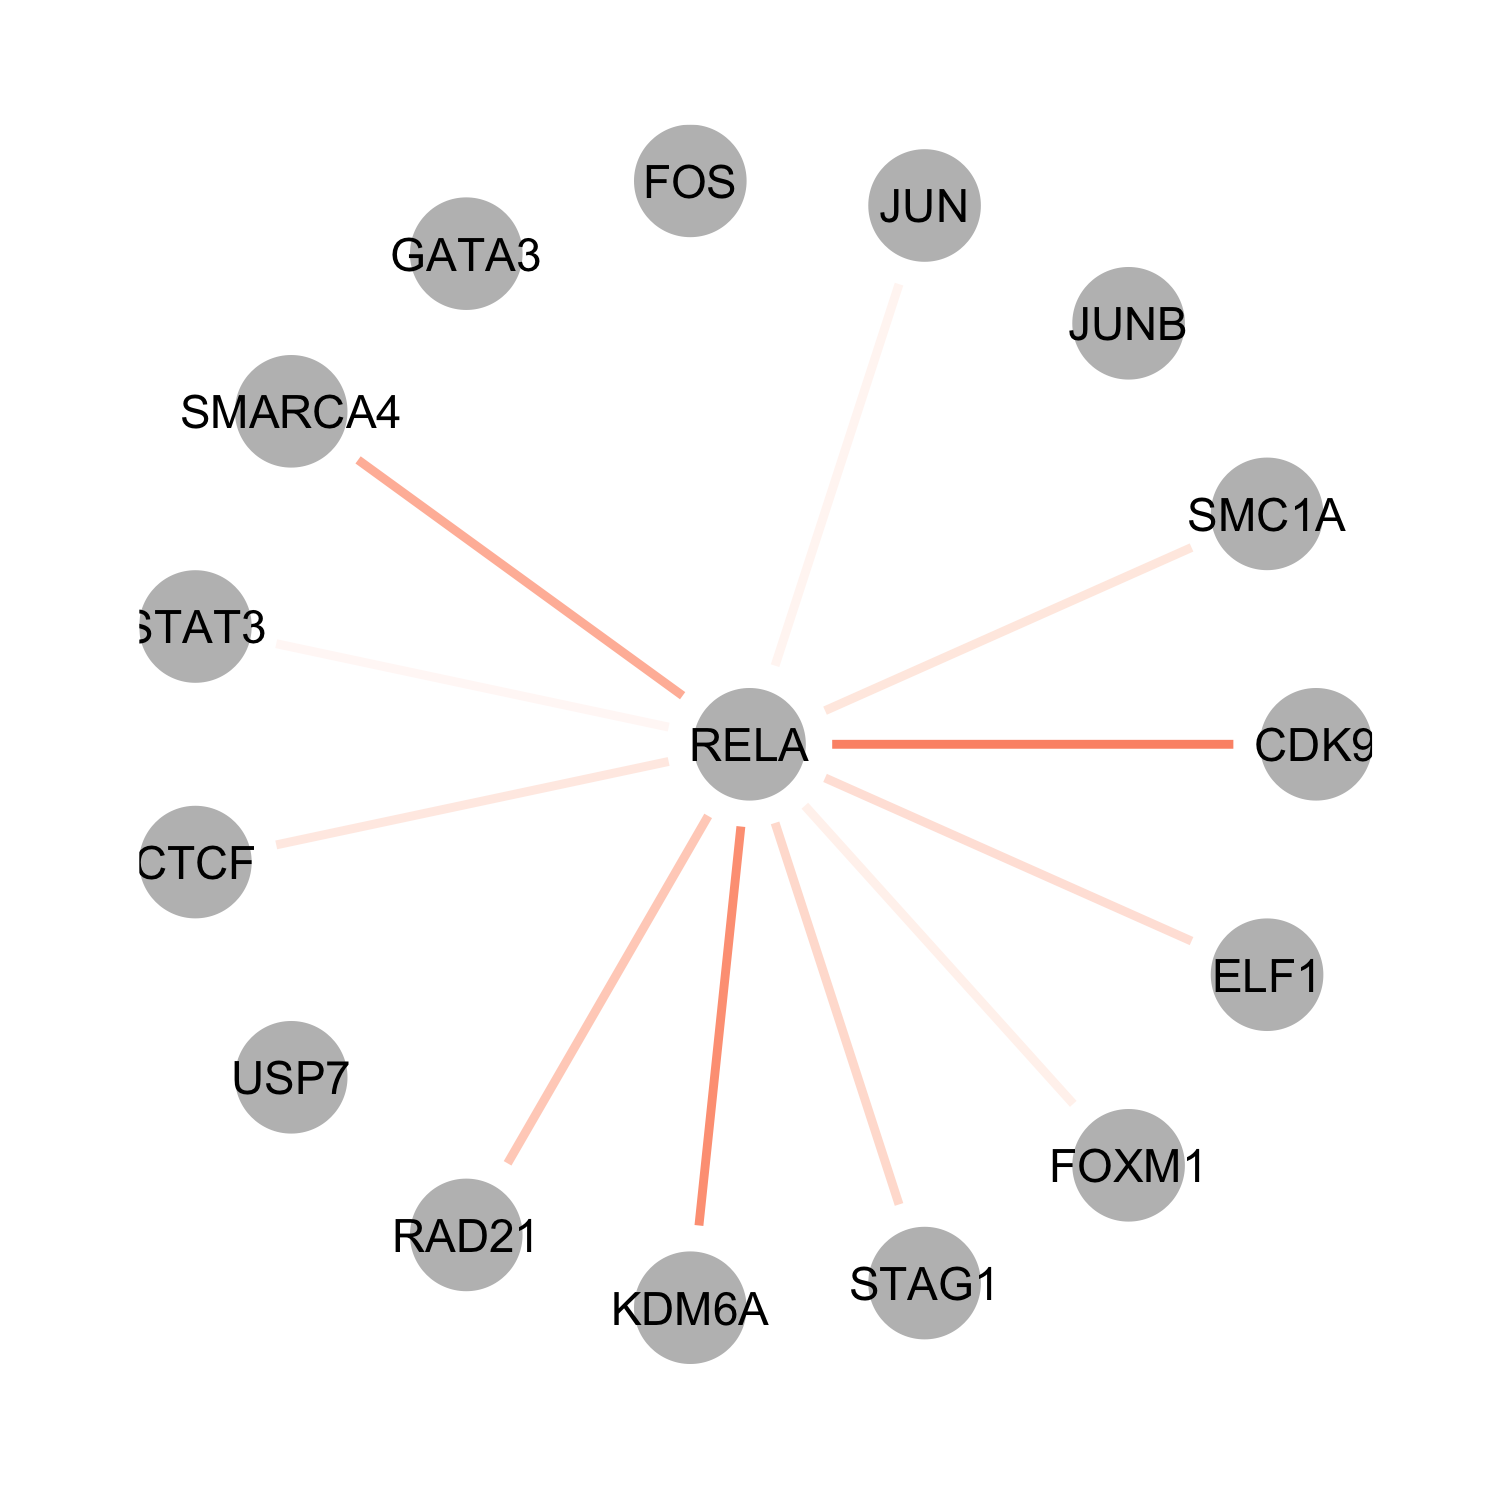 FOS
JUN
GATA3
JUNB
SMARCA4
SMC1A
STAT3
RELA
CDK9
CTCF
ELF1
USP7
FOXM1
RAD21
STAG1
KDM6A